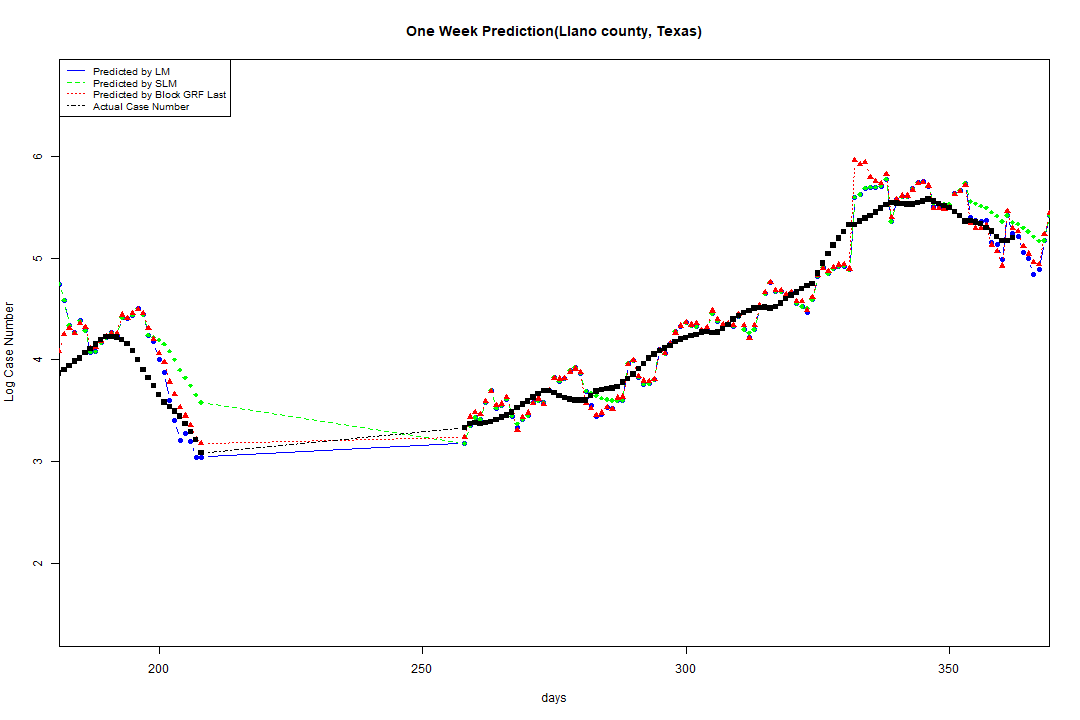 One Week Prediction(Llano county, Texas)
Predicted by LM
Predicted by SLM
Predicted by Block GRF Last
Actual Case Number
6
5
4
3
2
Log Case Number
200
250
300
350
days